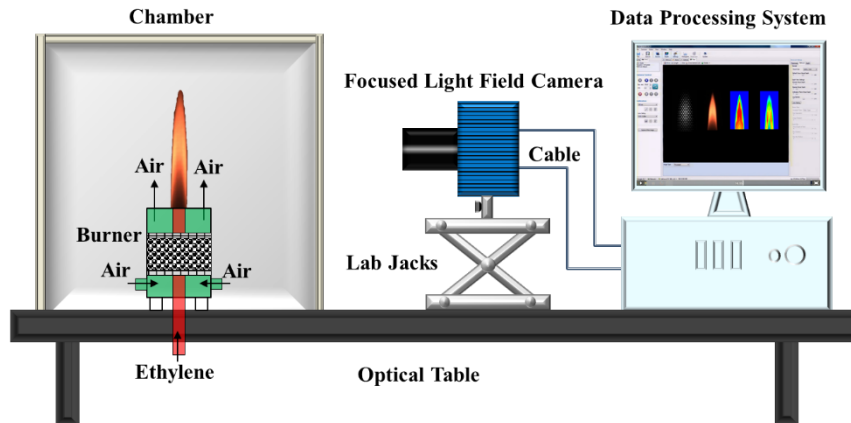 Chamber
Data Processing System
Focused Light Field Camera
Air
Air
Cable
Burner
Lab Jacks
Air
Air
Ethylene
Optical Table